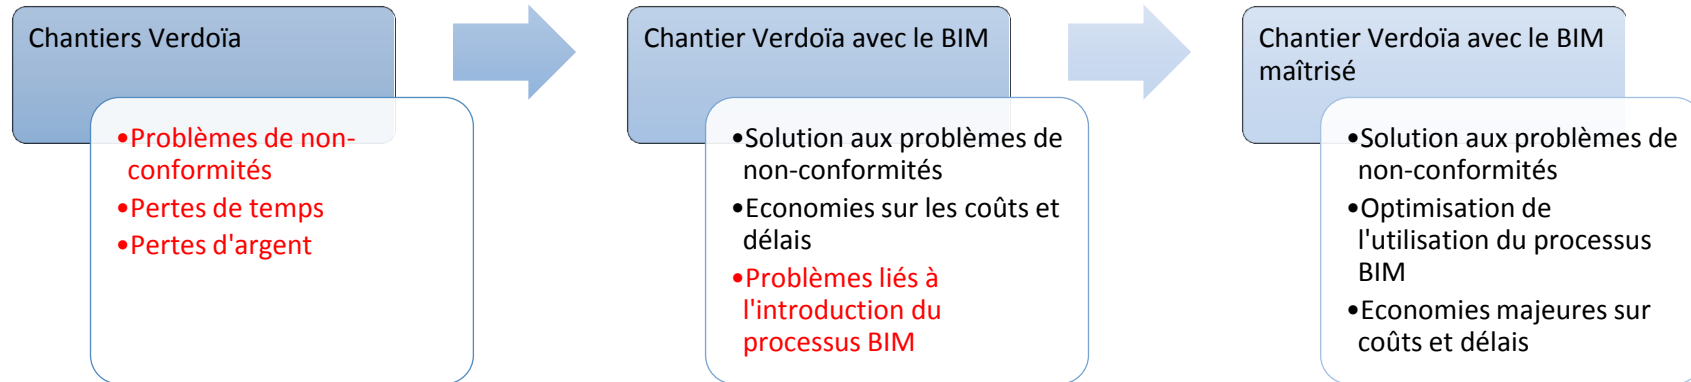 Chantiers Verdoïa
•Problèmes de non-
conformités
•Pertes de temps
•Pertes d'argent
Chantier Verdoïa avec le BIM
•Solution aux problèmes de
non-conformités
•Economies sur les coûts et
délais
•Problèmes liés à
l'introduction du
processus BIM
Chantier Verdoïa avec le BIM
maîtrisé
•Solution aux problèmes de
non-conformités
•Optimisation de
l'utilisation du processus
BIM
•Economies majeures sur
coûts et délais